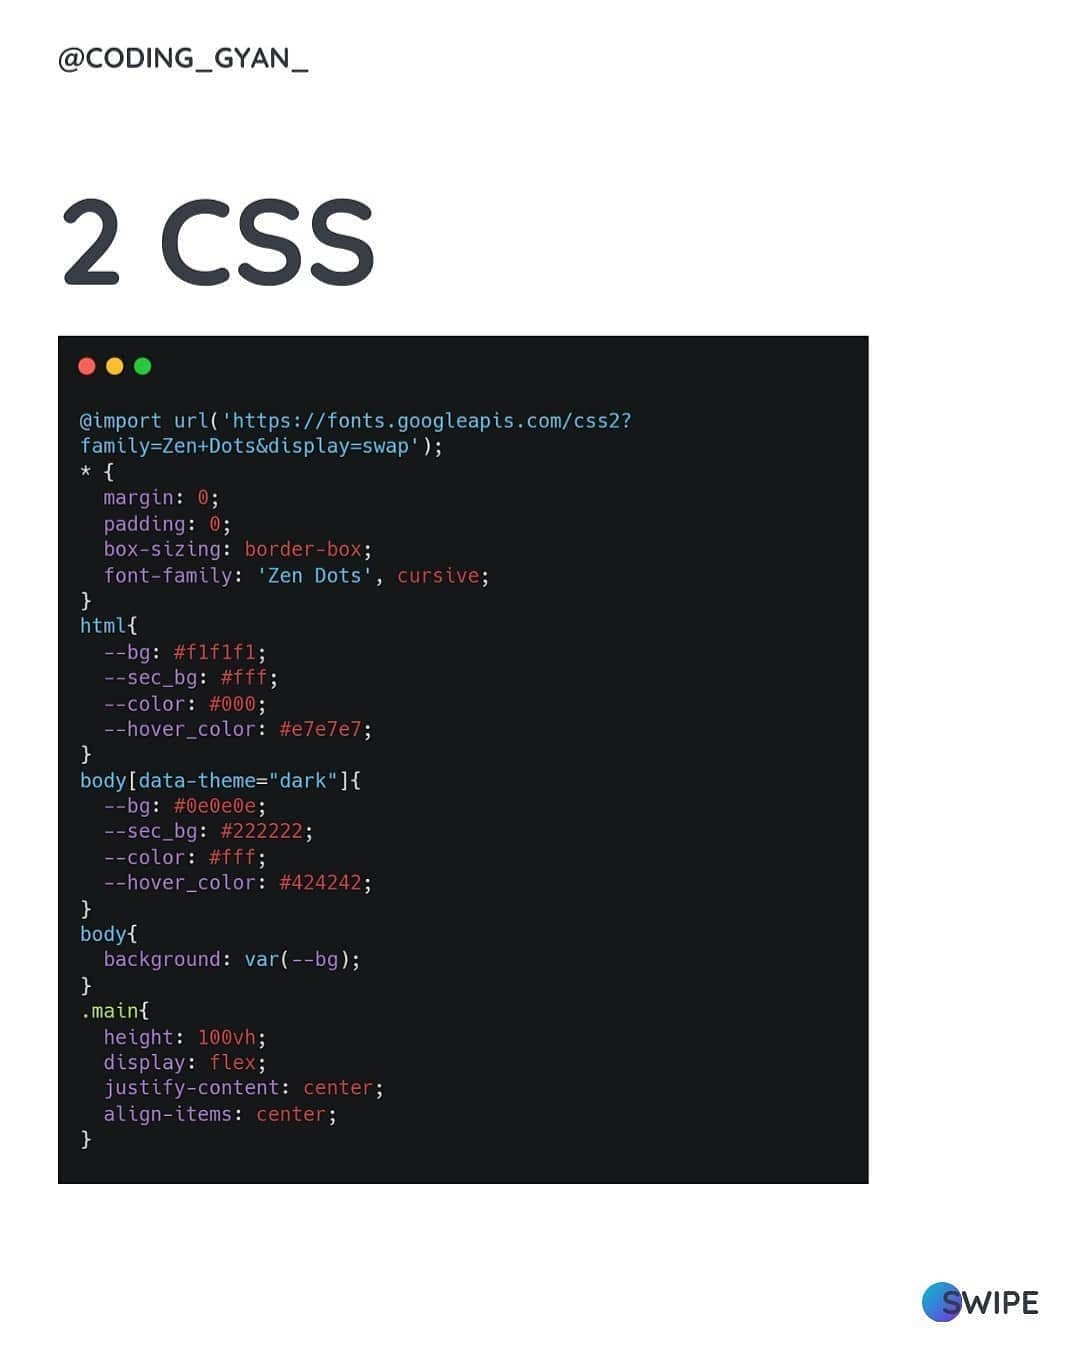 @CODING_GYAN_
2 CSS
@import url('https://fonts.googleapis.com/css2?
family=Zen+Dots&display=swap');
* {
  margin: 0;
  padding: 0;
  box-sizing: border-box;
  font-family: 'Zen Dots', cursive;
}
html{
  --bg: #f1f1f1;
  --sec_bg: #fff;
  --color: #000;
  --hover_color: #e7e7e7;
}
body[data-theme="dark"]{
  --bg: #0e0e0e;
  --sec_bg: #222222;
  --color: #fff;
  --hover_color: #424242;
}
body{
  background: var(--bg);
}
.main{
  height: 100vh;
  display: flex;
  justify-content: center;
  align-items: center;
}
SWIPE